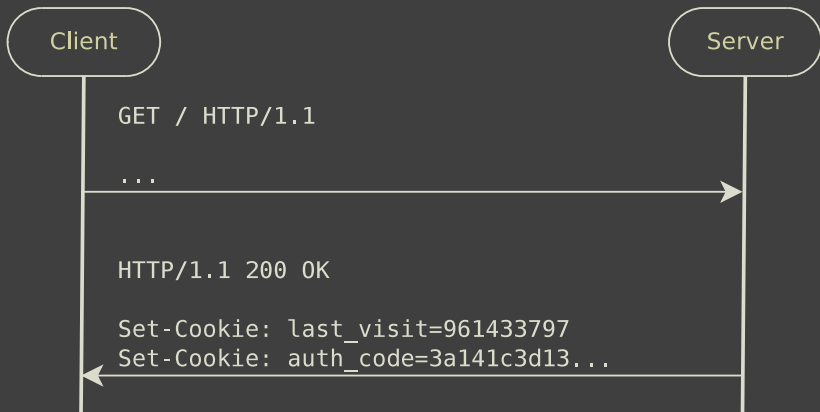 Client
Server
GET / HTTP/1.1
...
HTTP/1.1 200 OK
Set-Cookie: last_visit=961433797
Set-Cookie: auth_code=3a141c3d13...